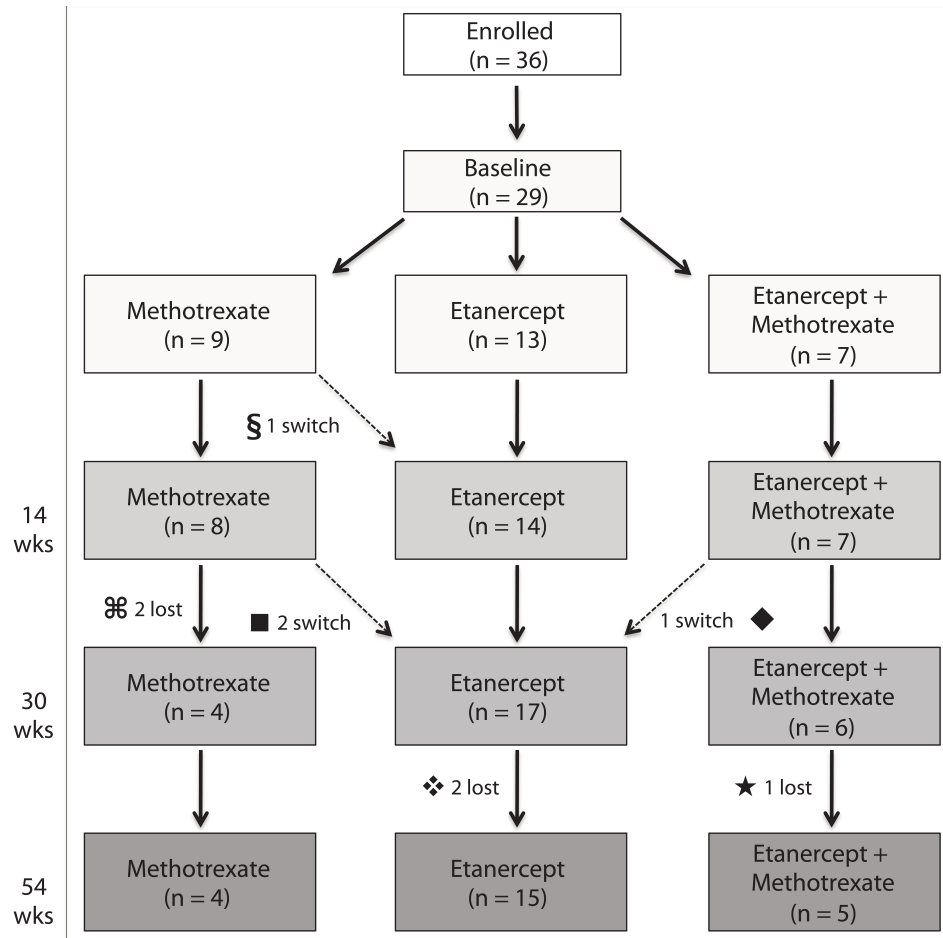 Enrolled
(n = 36)
Baseline
(n = 29)
Methotrexate
(n = 9)
Etanercept
(n = 13)
Etanercept +
Methotrexate
(n = 7)
§ 1 switch
14
wks
Methotrexate
(n = 8)
Etanercept
(n = 14)
Etanercept +
Methotrexate
(n = 7)
⌘ 2 lost
■ 2 switch
1 switch ◆
30
wks
Methotrexate
(n = 4)
Etanercept
(n = 17)
Etanercept +
Methotrexate
(n = 6)
❖ 2 lost
★ 1 lost
54
wks
Methotrexate
(n = 4)
Etanercept
(n = 15)
Etanercept +
Methotrexate
(n = 5)